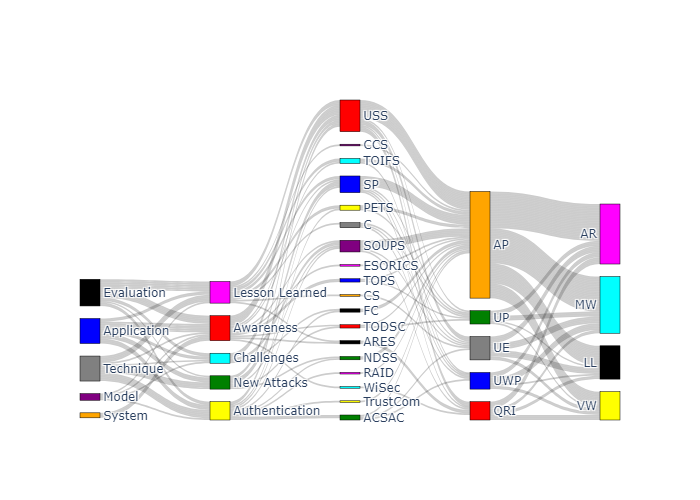 Evaluation
Application
Technique
Model
System
Lesson Learned
Awareness
Challenges
New Attacks
Authentication
USS
CCS
TOIFS
SP
PETS
C
SOUPS
ESORICS
TOPS
CS
FC
TODSC
ARES
NDSS
RAID
WiSec
TrustCom
ACSAC
AP
UP
UE
UWP
QRI
AR
MW
LL
VW